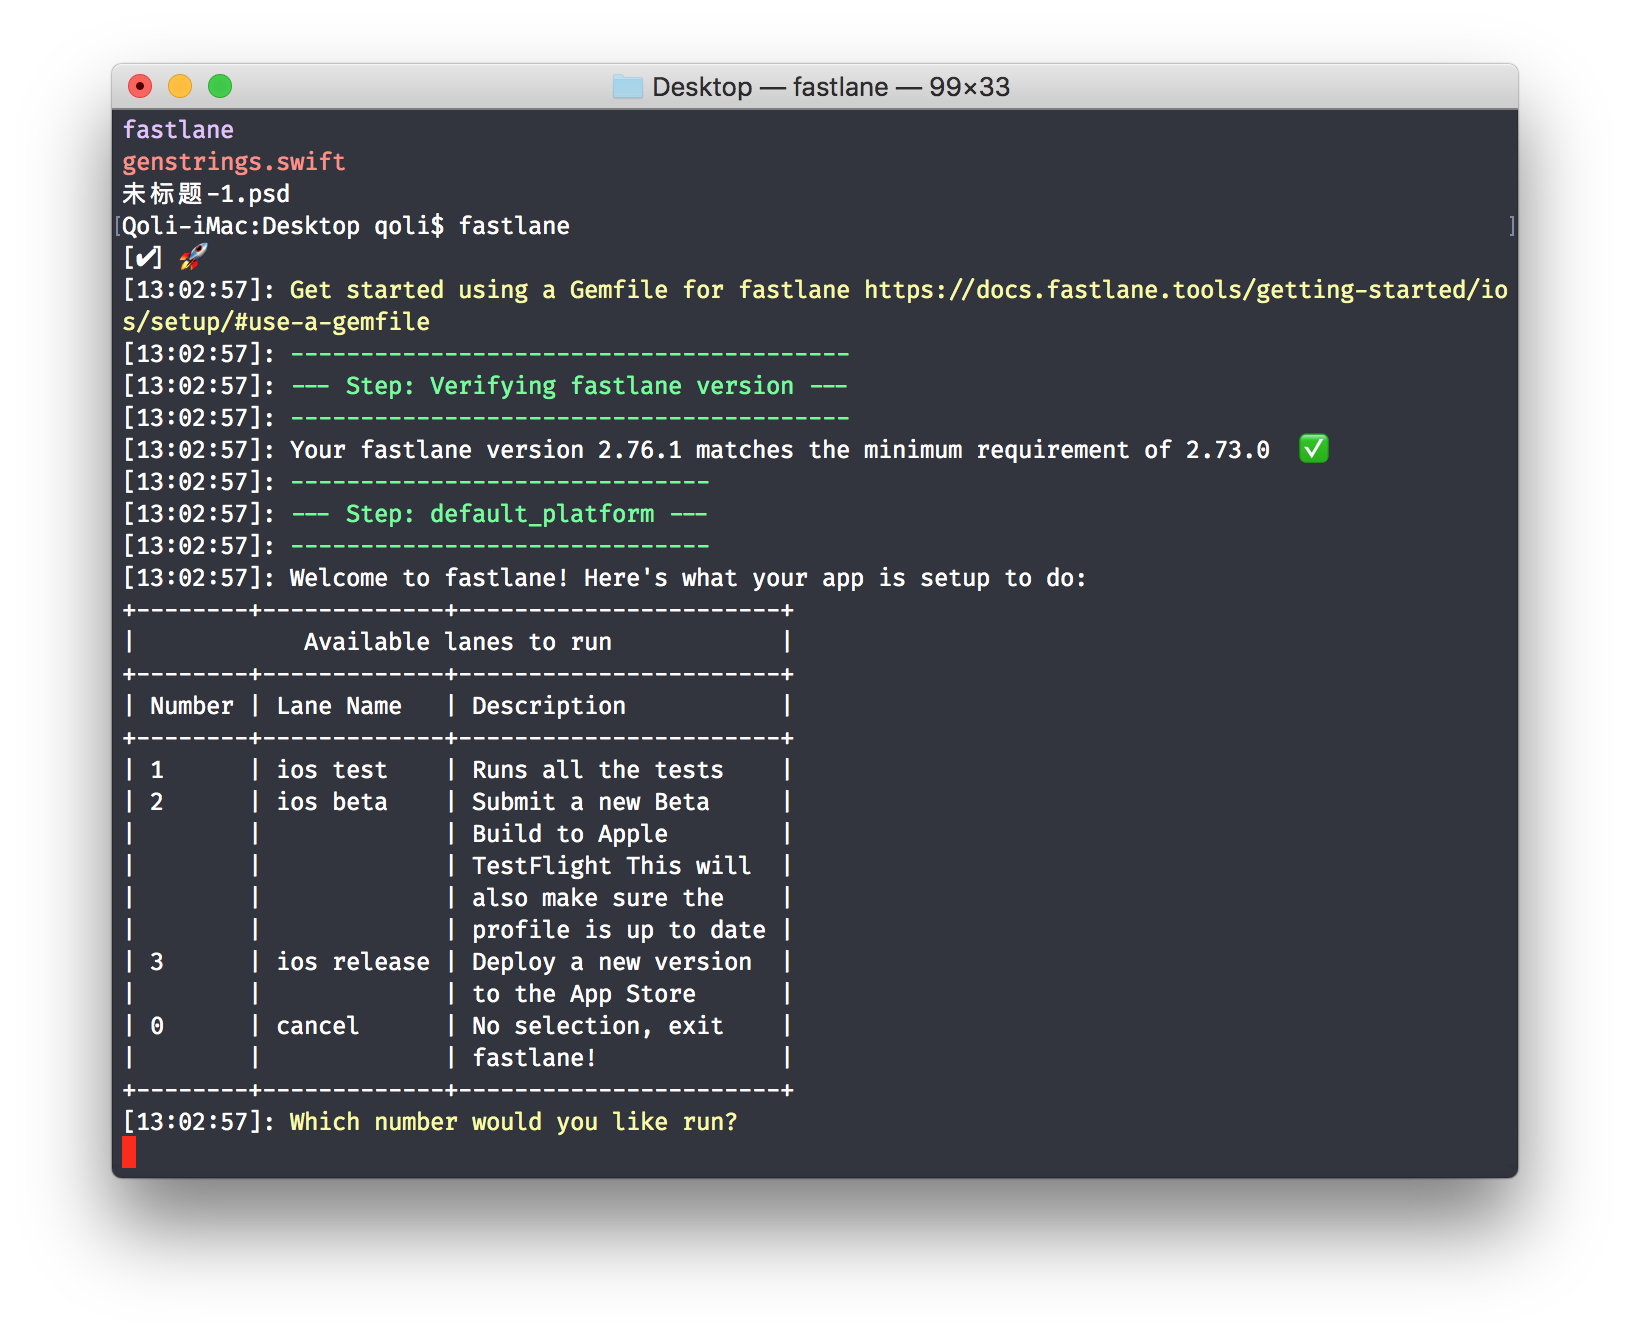 Desktop — fastlane — 99×33
fastlane
genstrings.swift
未标题-1.psd
[Qoli-iMac:Desktop qoli$ fastlane ]
[✔] 🚀
[13:02:57]: Get started using a Gemfile for fastlane https://docs.fastlane.tools/getting-started/io
s/setup/#use-a-gemfile
[13:02:57]: ----------------------------------------
[13:02:57]: --- Step: Verifying fastlane version ---
[13:02:57]: ----------------------------------------
[13:02:57]: Your fastlane version 2.76.1 matches the minimum requirement of 2.73.0  ✅
[13:02:57]: ------------------------------
[13:02:57]: --- Step: default_platform ---
[13:02:57]: ------------------------------
[13:02:57]: Welcome to fastlane! Here's what your app is setup to do:
+--------+-------------+-----------------------+
|            Available lanes to run            |
+--------+-------------+-----------------------+
| Number | Lane Name   | Description           |
+--------+-------------+-----------------------+
| 1      | ios test    | Runs all the tests    |
| 2      | ios beta    | Submit a new Beta     |
|        |             | Build to Apple        |
|        |             | TestFlight This will  |
|        |             | also make sure the    |
|        |             | profile is up to date |
| 3      | ios release | Deploy a new version  |
|        |             | to the App Store      |
| 0      | cancel      | No selection, exit    |
|        |             | fastlane!             |
+--------+-------------+-----------------------+
[13:02:57]: Which number would you like run?